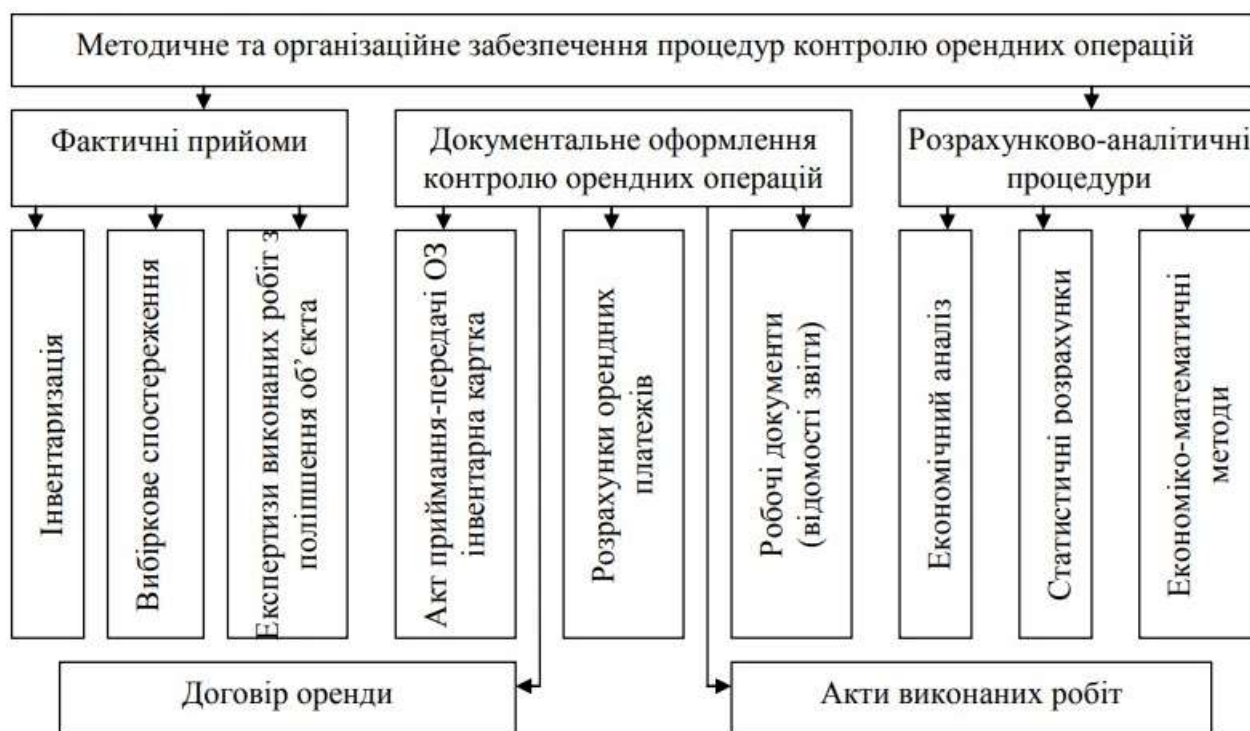 Методичне та організаційне забезпечення процедур контролю орендних операцій
Фактичні прийоми
Документальне оформлення
контролю орендних операцій
Розрахунково-аналітичні
процедури
Інвентаризація
Вибіркове спостереження
Експертизи виконаних робіт з
поліпшення об’єкта
Акт приймання-передачі ОЗ
інвентарна картка
Розрахунки орендних
платежів
Робочі документи
(відомості звіти)
Економічний аналіз
Статистичні розрахунки
Економіко-математичні
методи
Договір оренди
Акти виконаних робіт